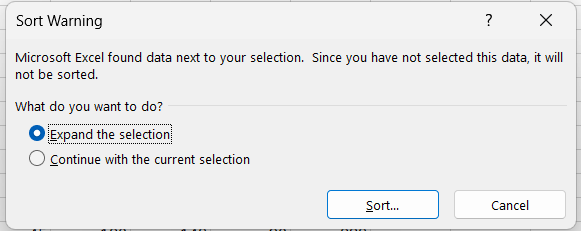 Sort Warning
?
Microsoft Excel found data next to your selection.  Since you have not selected this data, it will
not be sorted.
What do you want to do?
Expand the selection
Continue with the current selection
Sort...
Cancel